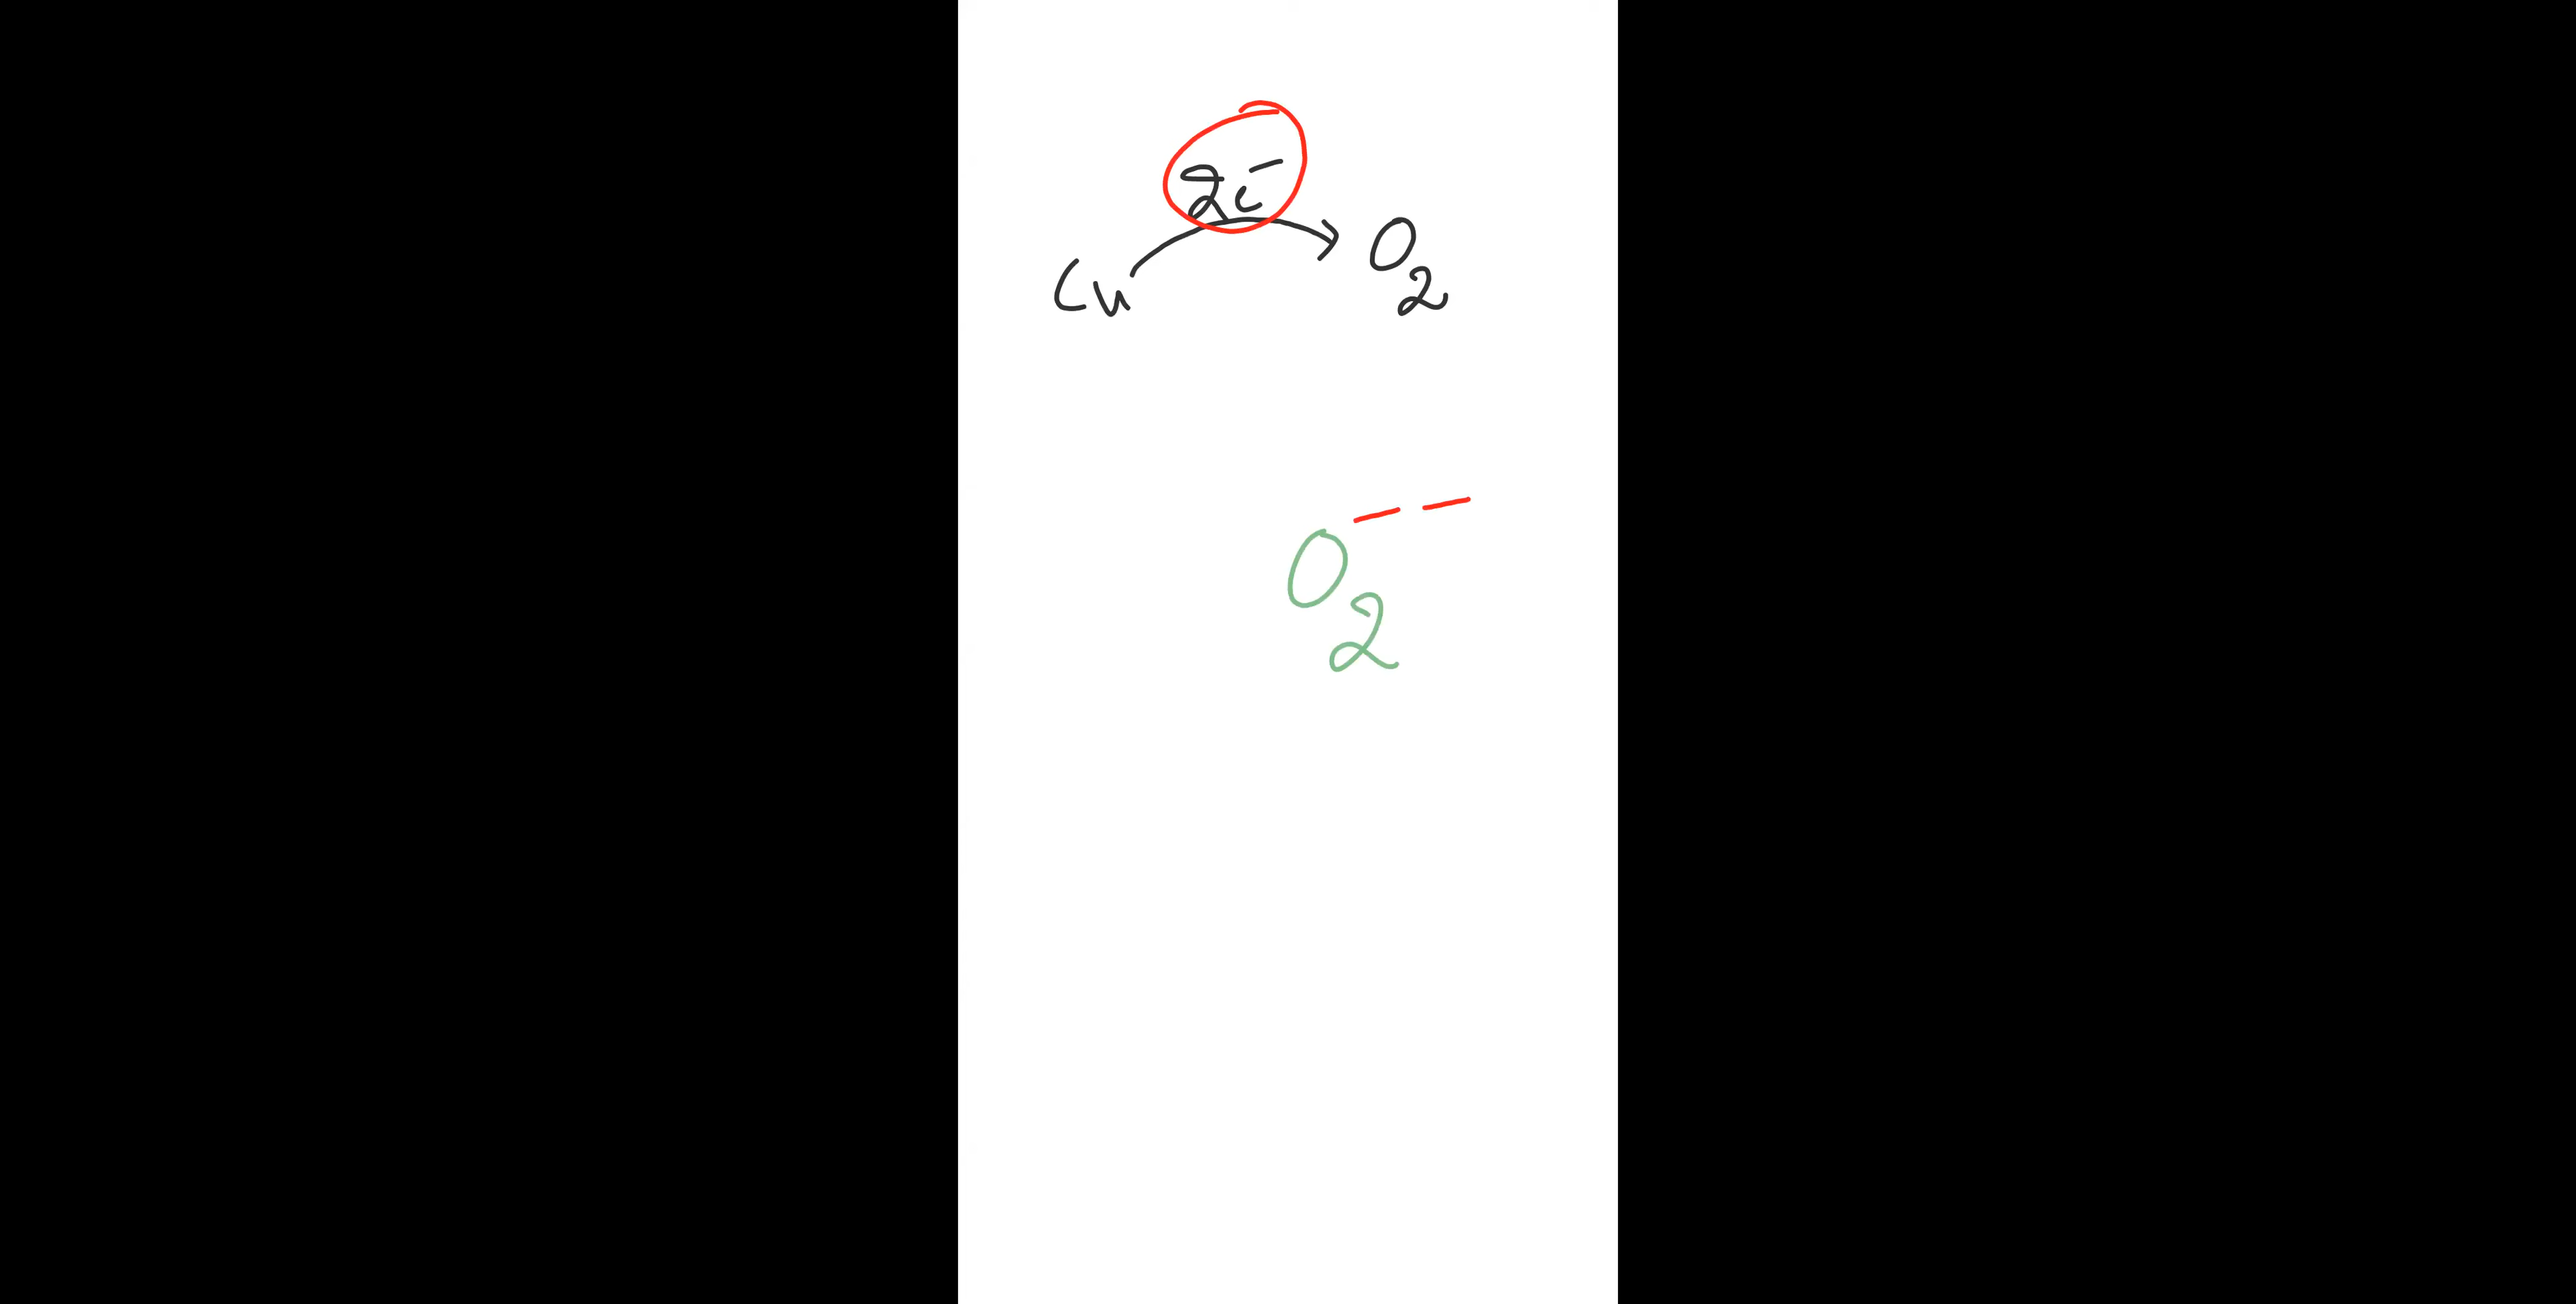 2e⁻
Cu → O₂
O₂⁻ ⁻